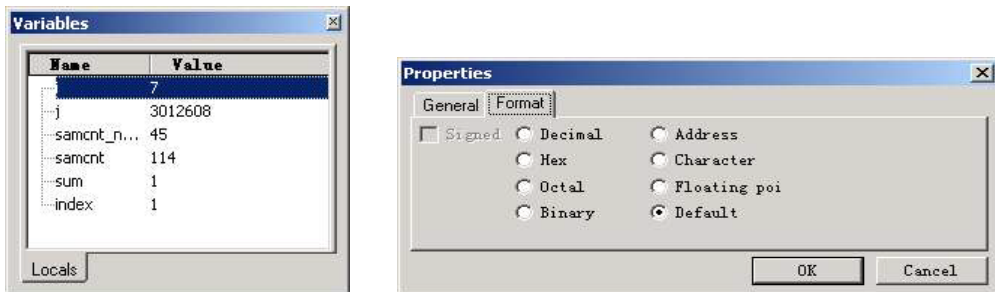 Variables
Name Value
7
j 3012608
samcnt_n... 45
samcnt 114
sum 1
index 1
Locals
Properties
General Format
Signed Decimal Address
Hex Character
Octal Floating poi
Binary Default
OK Cancel